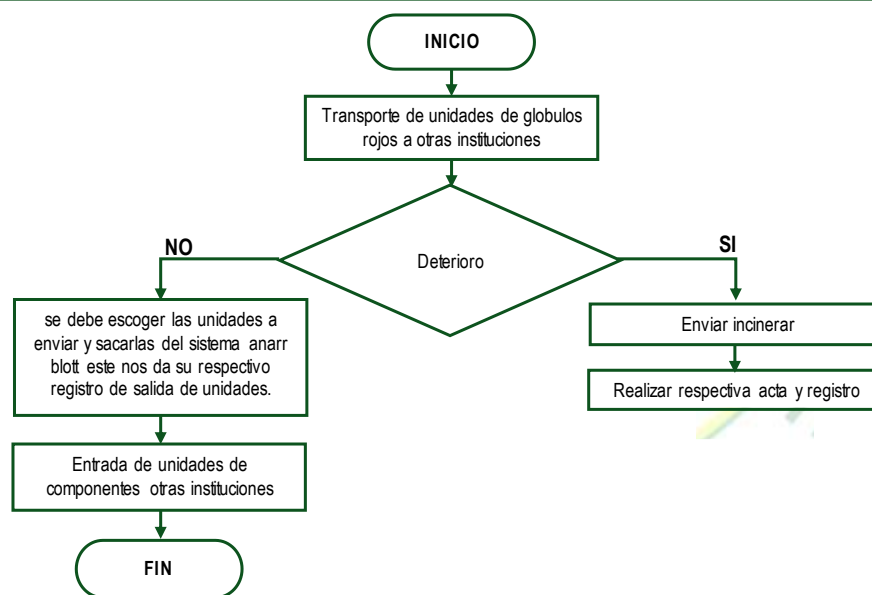 INICIO
Transporte de unidades de globulos
rojos a otras instituciones
Deterioro
NO
SI
se debe escoger las unidades a
enviar y sacarlas del sistema anarr
blott este nos da su respectivo
registro de salida de unidades.
Enviar incinerar
Realizar respectiva acta y registro
Entrada de unidades de
componentes otras instituciones
FIN